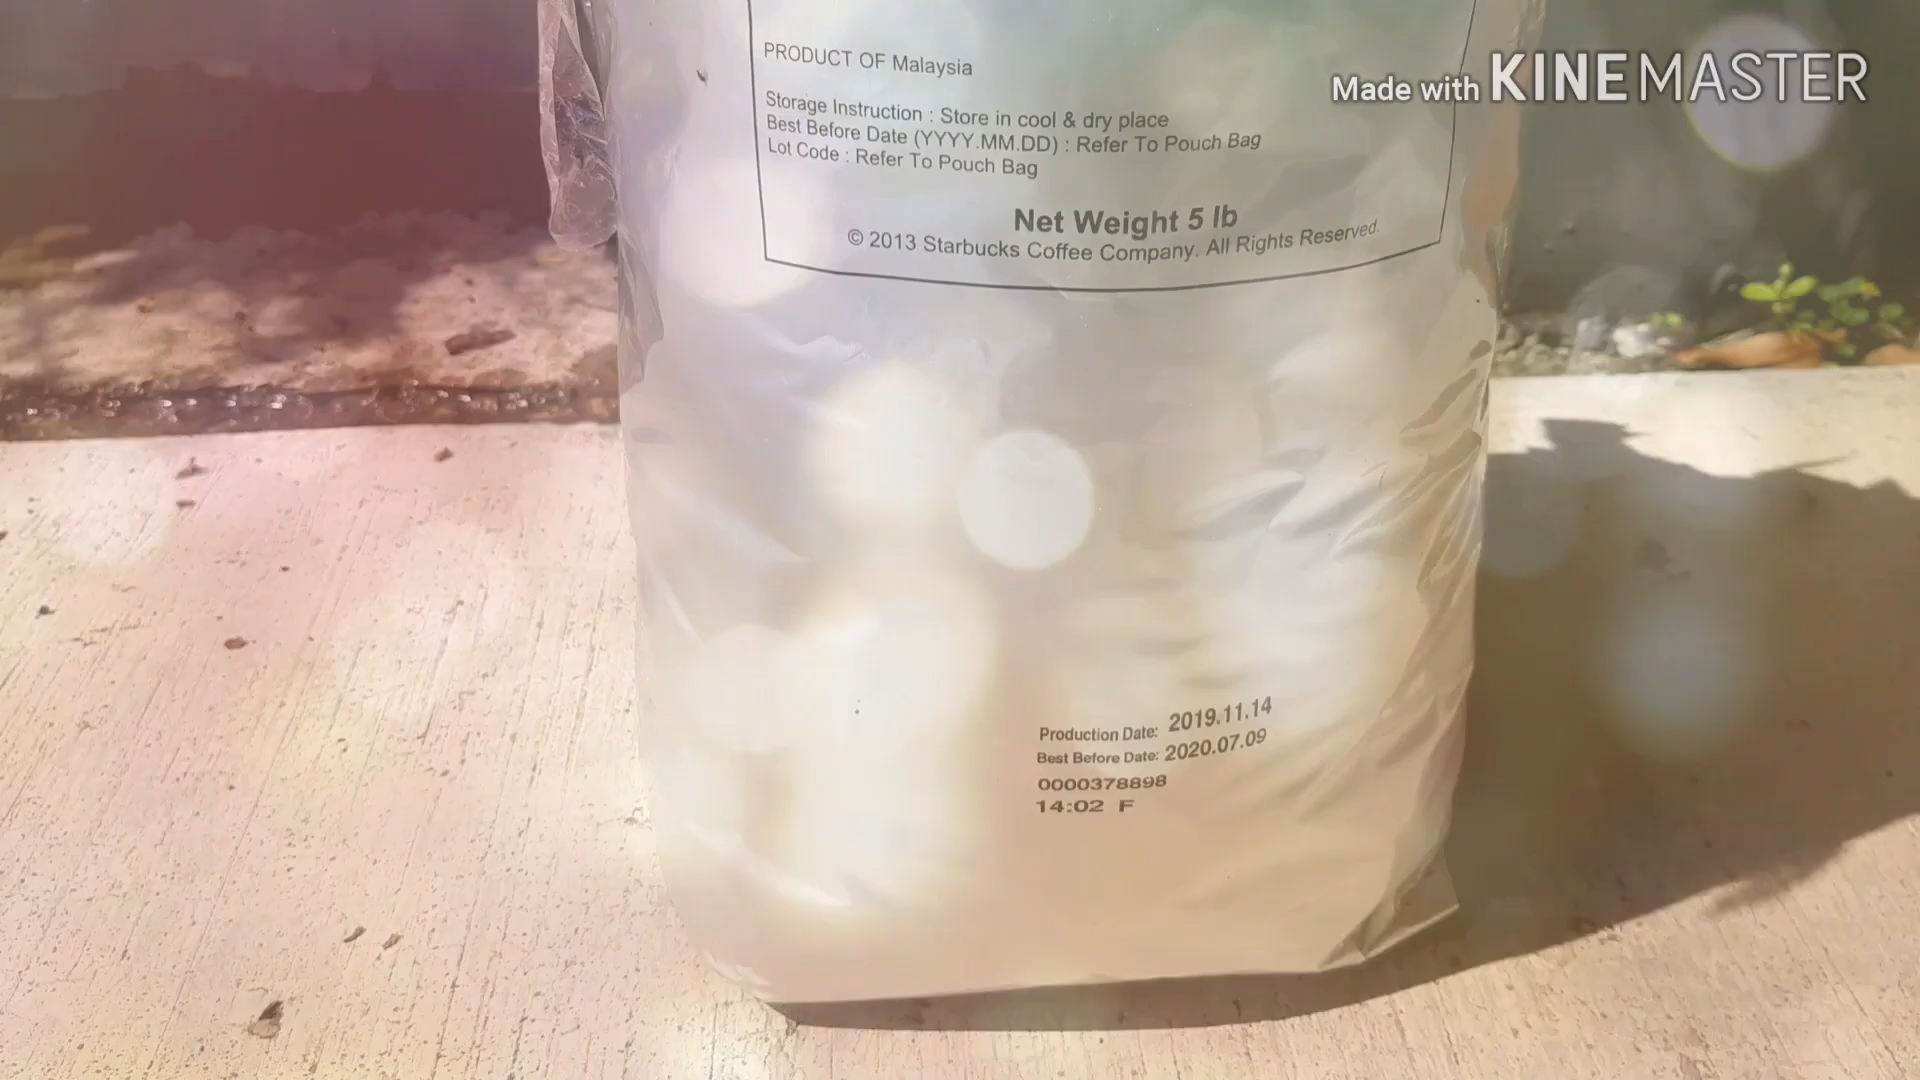 Made with KINEMASTER
PRODUCT OF Malaysia
Storage Instruction : Store in cool & dry place
Best Before Date (YYYY.MM.DD) : Refer To Pouch Bag
Lot Code : Refer To Pouch Bag
Net Weight 5 lb
© 2013 Starbucks Coffee Company. All Rights Reserved.
Production Date: 2019.11.14
Best Before Date: 2020.07.09
0000378898
14:02 F